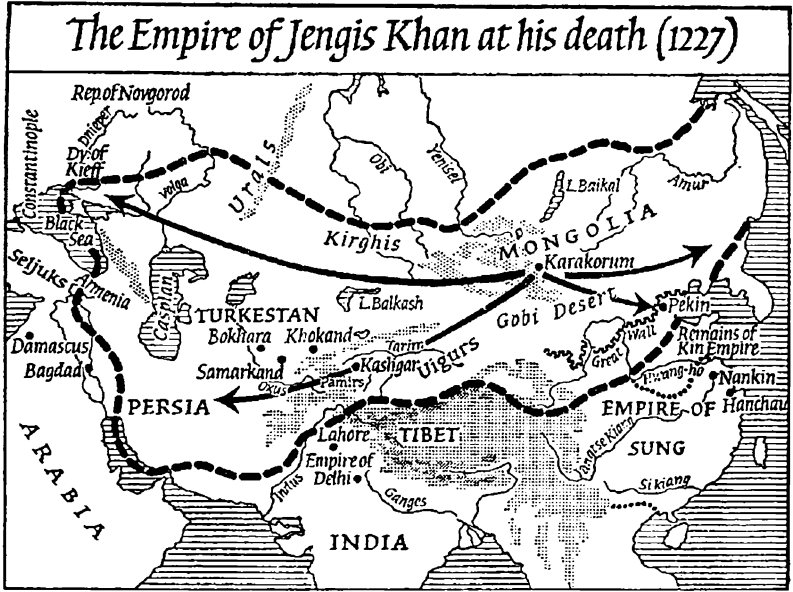 The Empire of Jengis Khan at his death (1227)
Rep. of Novgorod
Constantinople
Dnieper
Dy. of
Kieff
Volga
Urals
Obi
Yenisei
L. Baikal
Amur
Black
Sea
Kirghis
MONGOLIA
Karakorum
Seljuks
Armenia
Caspian
TURKESTAN
L. Balkash
Gobi Desert
Pekin
Bokhara
Khokand
Tarim
Great
Wall
Remains of
Kin Empire
Damascus
Bagdad
Samarkand
Kashgar
Uigurs
Oxus
Pamirs
Hwang-ho
Nankin
PERSIA
EMPIRE OF
SUNG
Hanchau
Lahore
TIBET
Yangtse Kiang
Empire of
Delhi
Indus
Ganges
Sikiang
ARABIA
INDIA